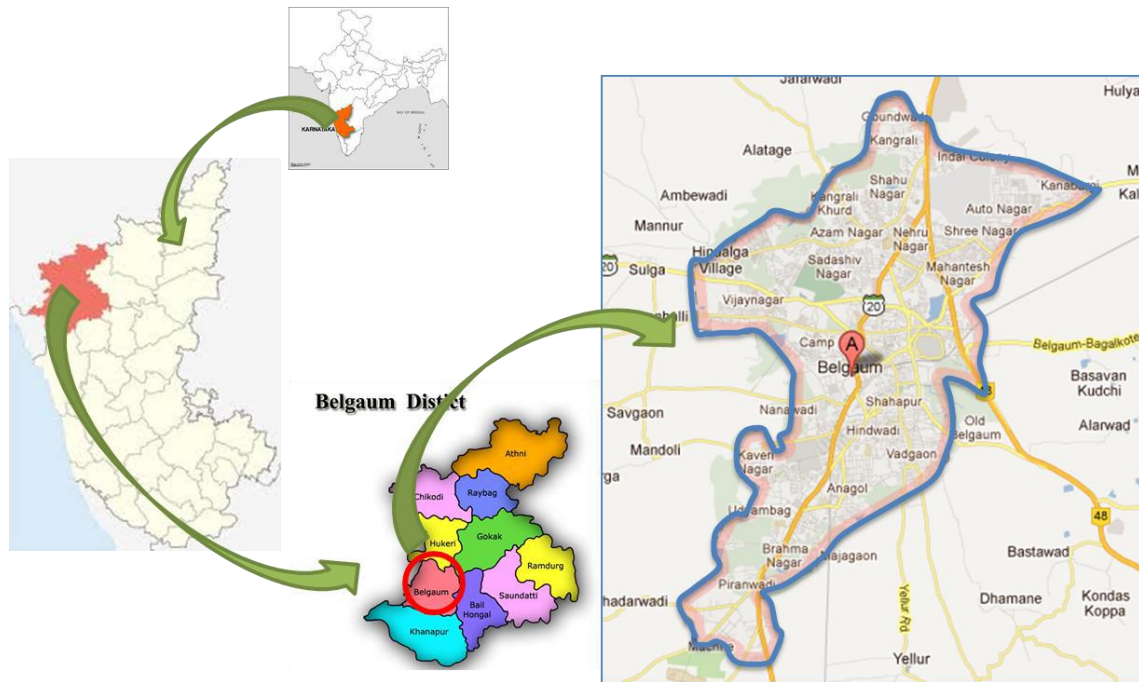 BAY OF BENGAL
KARNATAKA
Belgaum Distict
Athni
Chikodi
Raybag
Hukeri
Gokak
Ramdurg
Belgaum
Bail
Hongal
Saundatti
Khanapur
Jafarwadi
Hulya
Goundwad
Kangrali
Alatage
Indal Colony
Shahu
Nagar
Kanabargi
Ambewadi
Kangrali
Khurd
Auto Nagar
Mannur
Azam Nagar
Nehru
Nagar
Shree Nagar
Hindalga
Village
Sadashiv
Nagar
Mahantesh
Nagar
20
Sulga
Vijaynagar
20
Camp
A
Belgaum
Belgaum-Bagalkote
Basavan
Kudchi
Savgaon
Nanawadi
Shahapur
Hindwadi
Old
Belgaum
Alarwad
Mandoli
Kaveri
Nagar
Vadgaon
Anagol
Udyambag
48
Brahma
Nagar
Majagaon
Bastawad
Piranwadi
Dhamane
Kondas
Koppa
Yellur Rd
Machhe
Yellur